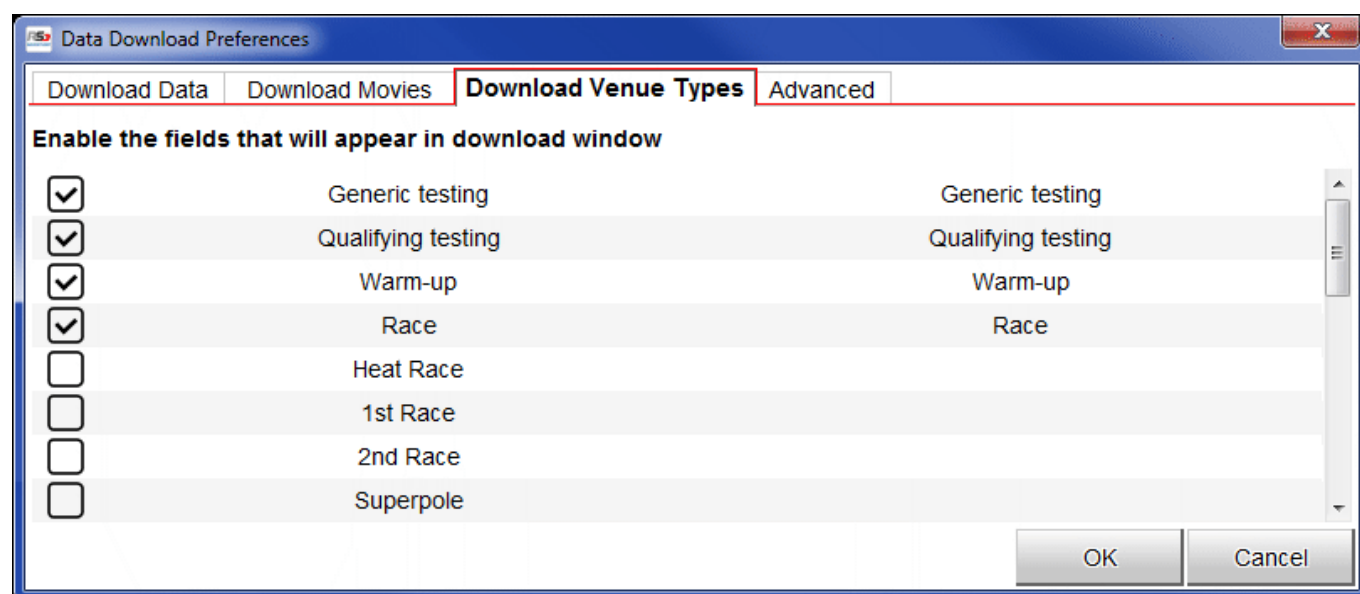 Data Download Preferences
Download Data Download Movies Download Venue Types Advanced
Enable the fields that will appear in download window
Generic testing Generic testing
Qualifying testing Qualifying testing
Warm-up Warm-up
Race Race
Heat Race
1st Race
2nd Race
Superpole
OK Cancel